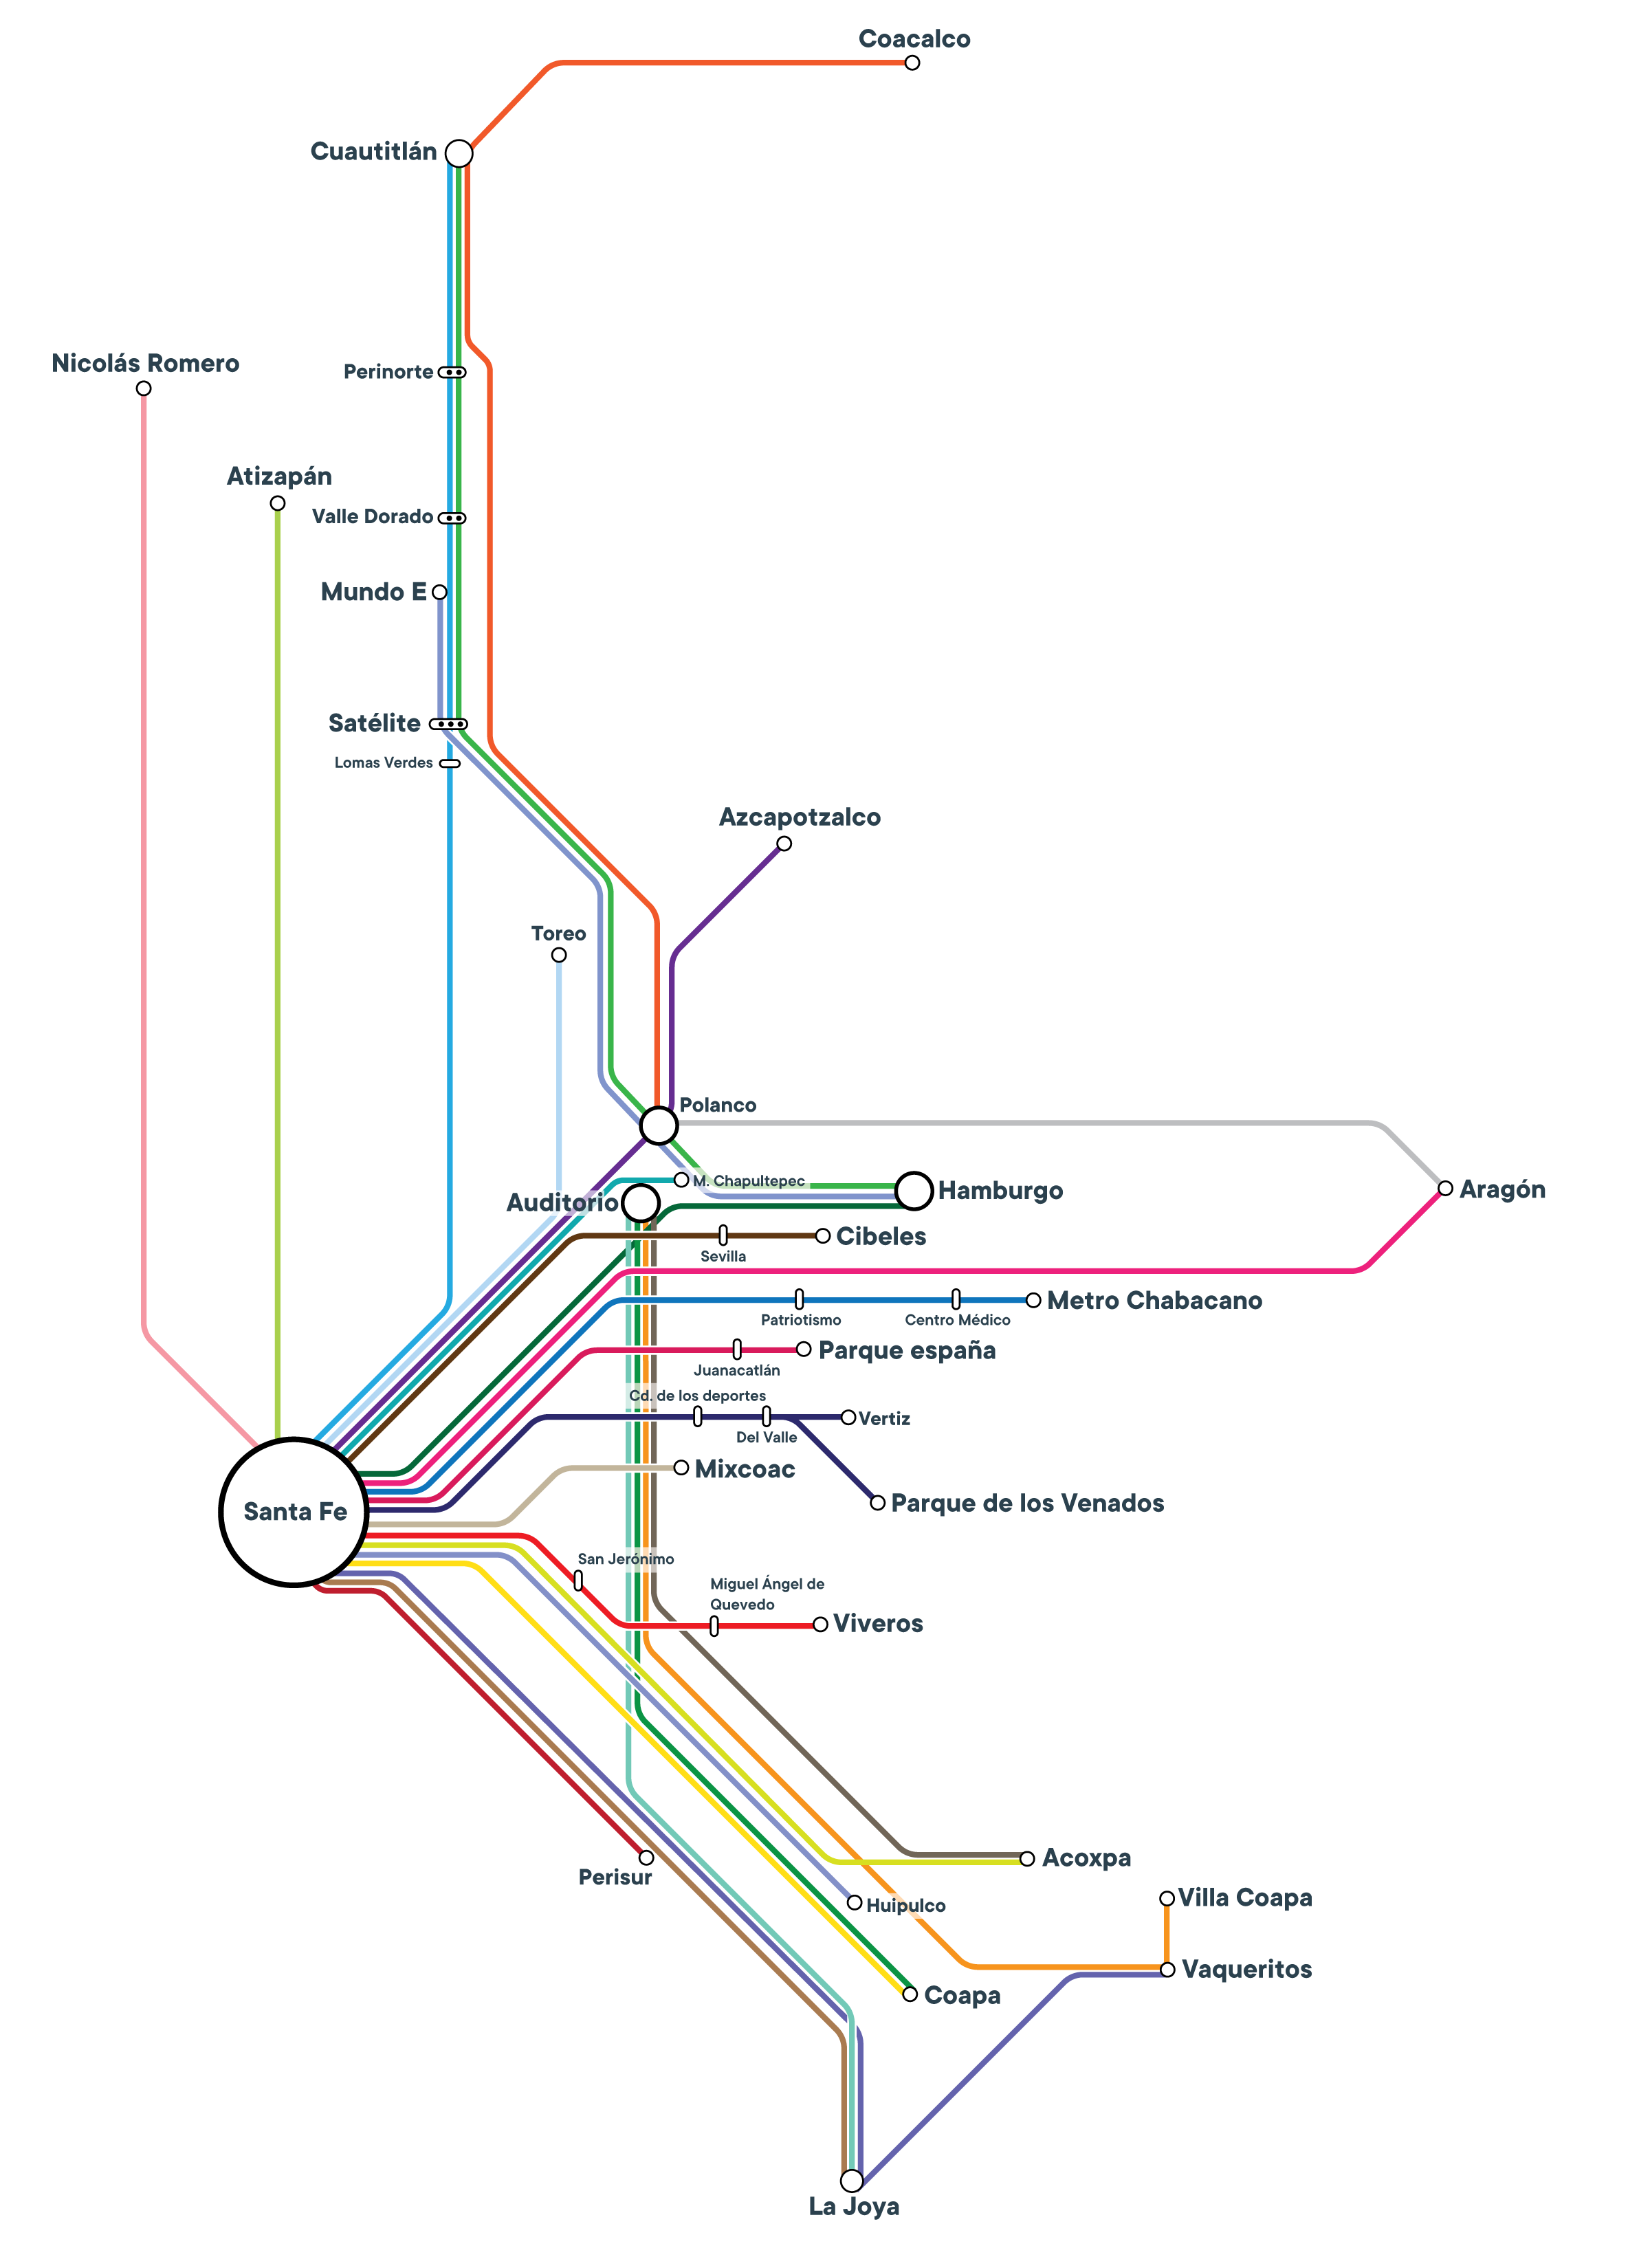 Coacalco
Cuautitlán
Nicolás Romero
Perinorte
Atizapán
Valle Dorado
Mundo E
Satélite
Lomas Verdes
Azcapotzalco
Toreo
Polanco
M. Chapultepec
Auditorio
Hamburgo
Aragón
Cibeles
Sevilla
Metro Chabacano
Patriotismo
Centro Médico
Parque españa
Juanacatlán
Cd. de los deportes
Vertiz
Del Valle
Mixcoac
Parque de los Venados
Santa Fe
San Jerónimo
Miguel Ángel de
Quevedo
Viveros
Acoxpa
Perisur
Villa Coapa
Huipulco
Vaqueritos
Coapa
La Joya